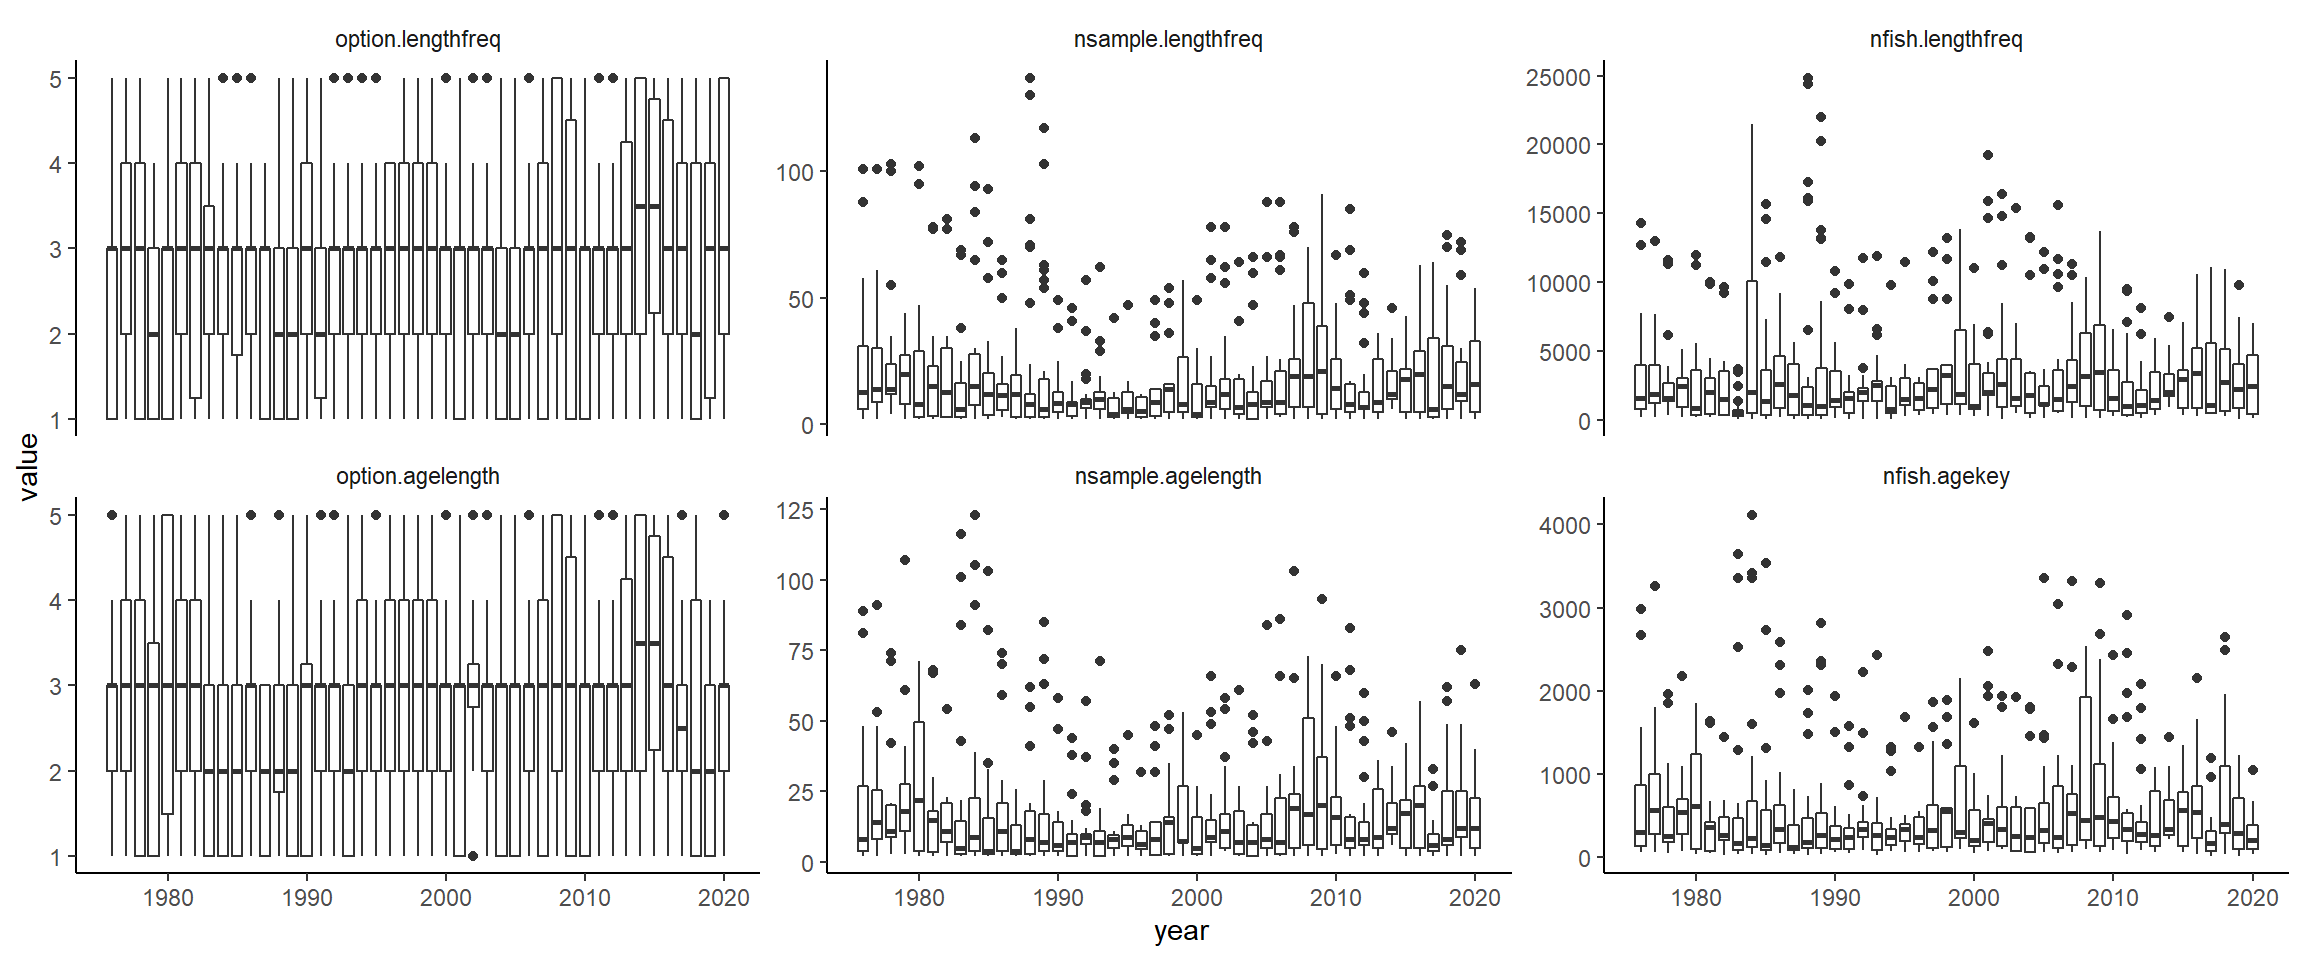 option.lengthfreq
nsample.lengthfreq
nfish.lengthfreq
5
4
3
2
1
100
50
0
25000
20000
15000
10000
5000
0
option.agelength
nsample.agelength
nfish.agekey
value
5
4
3
2
1
125
100
75
50
25
0
4000
3000
2000
1000
0
1980 1990 2000 2010 2020
1980 1990 2000 2010 2020
1980 1990 2000 2010 2020
year